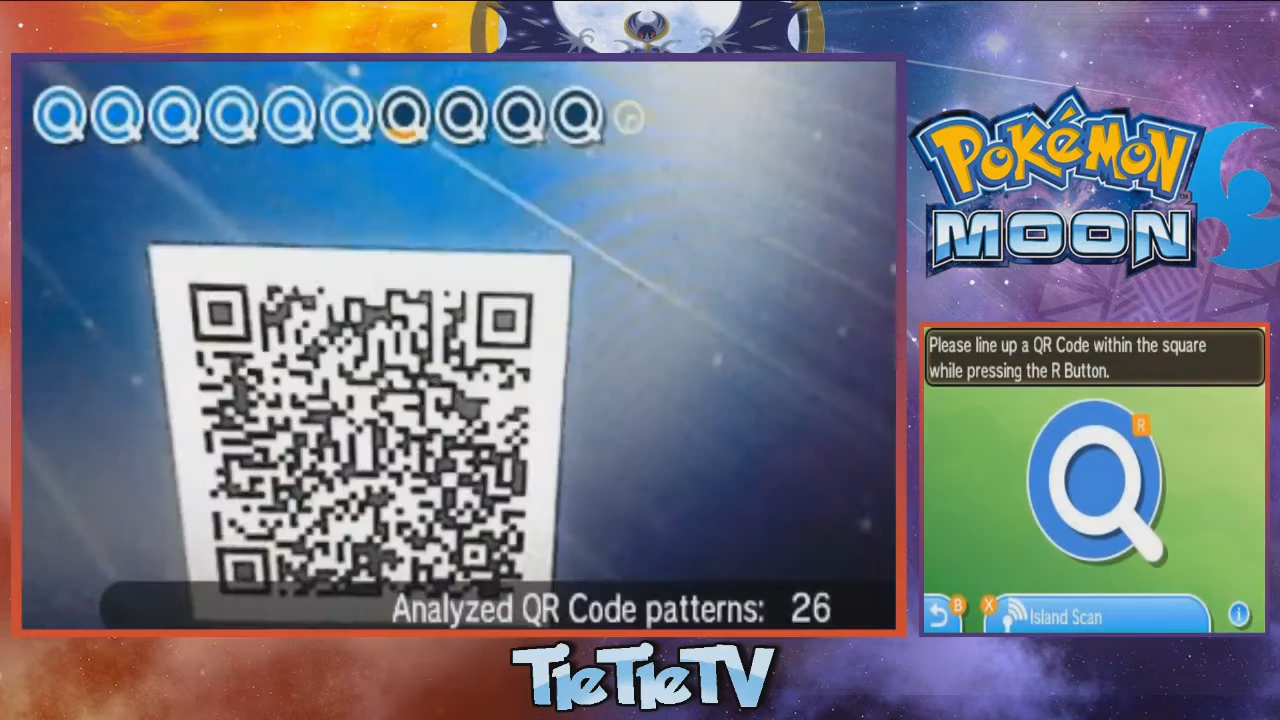 POKÉMON
MOON
Please line up a QR Code within the square
while pressing the R Button.
R
Analyzed QR Code patterns: 26
B
X
Island Scan
i
TieTieTV